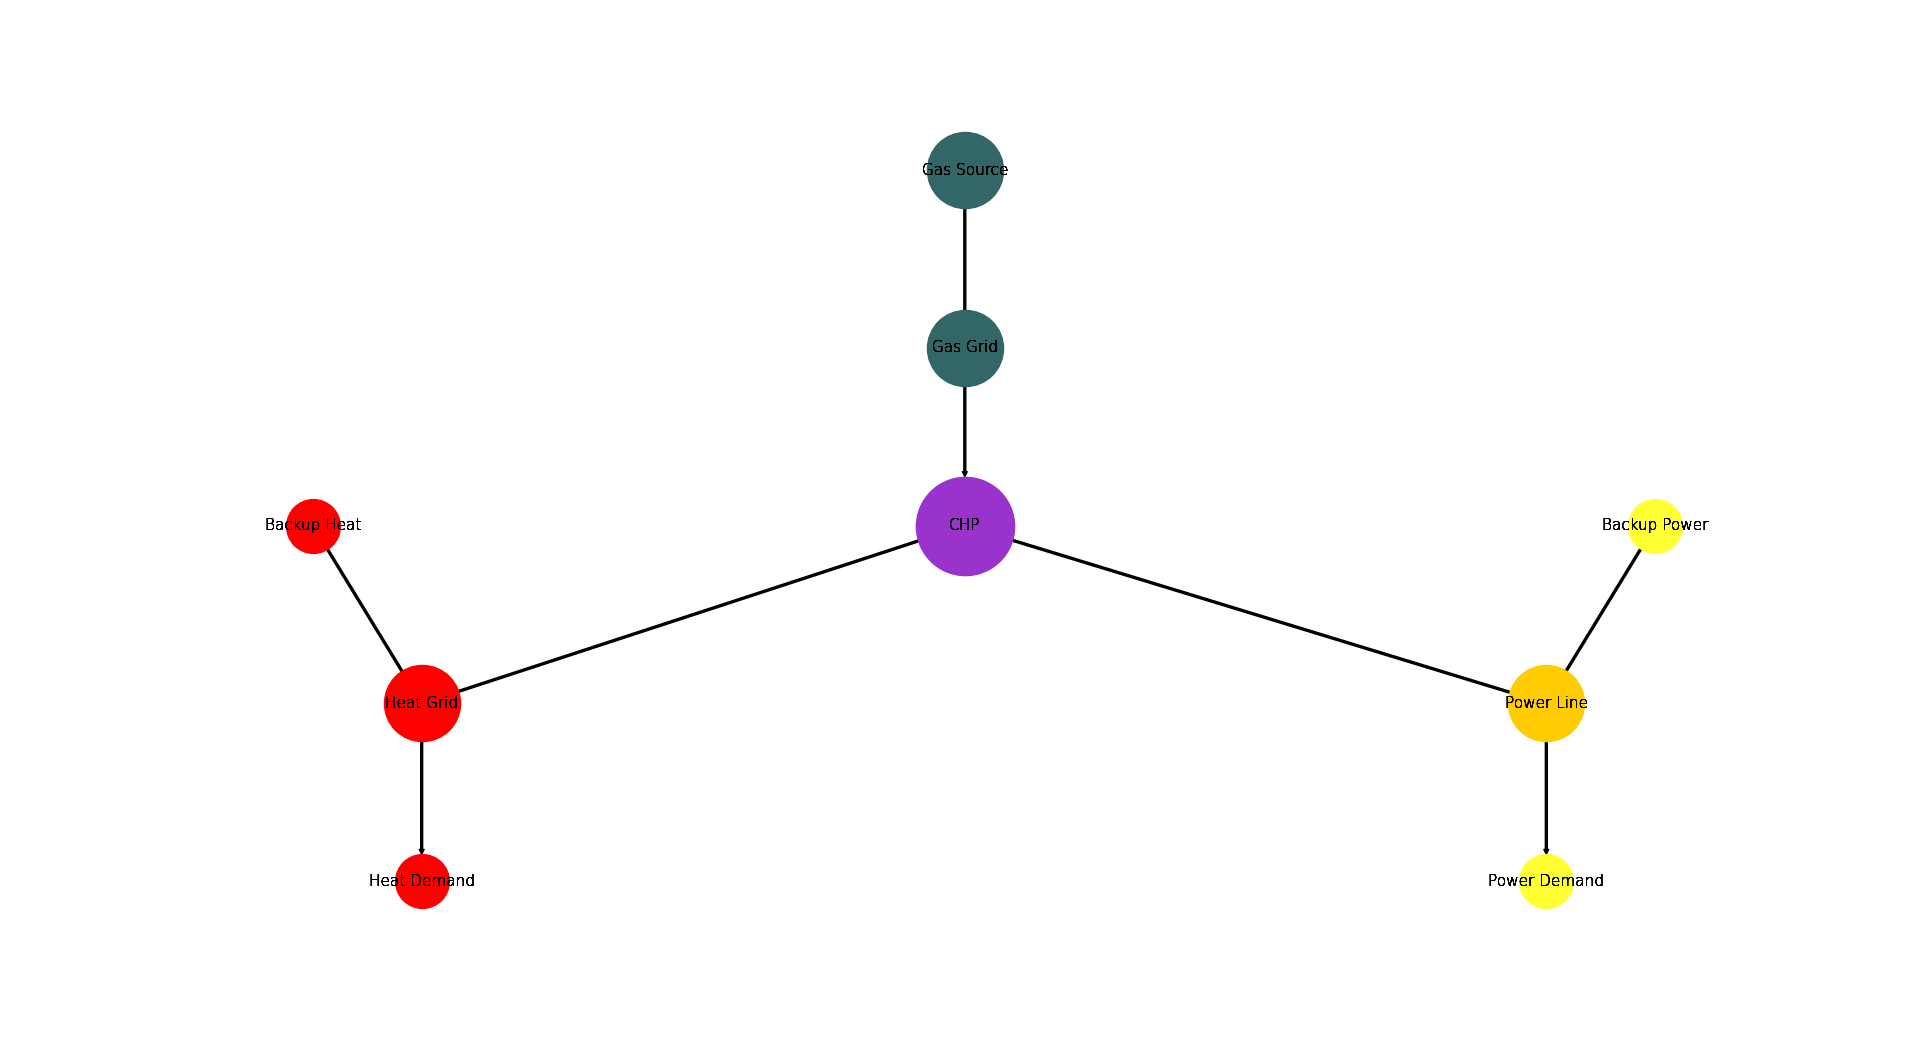 Gas Source
Gas Grid
Backup Heat
CHP
Backup Power
Heat Grid
Power Line
Heat Demand
Power Demand